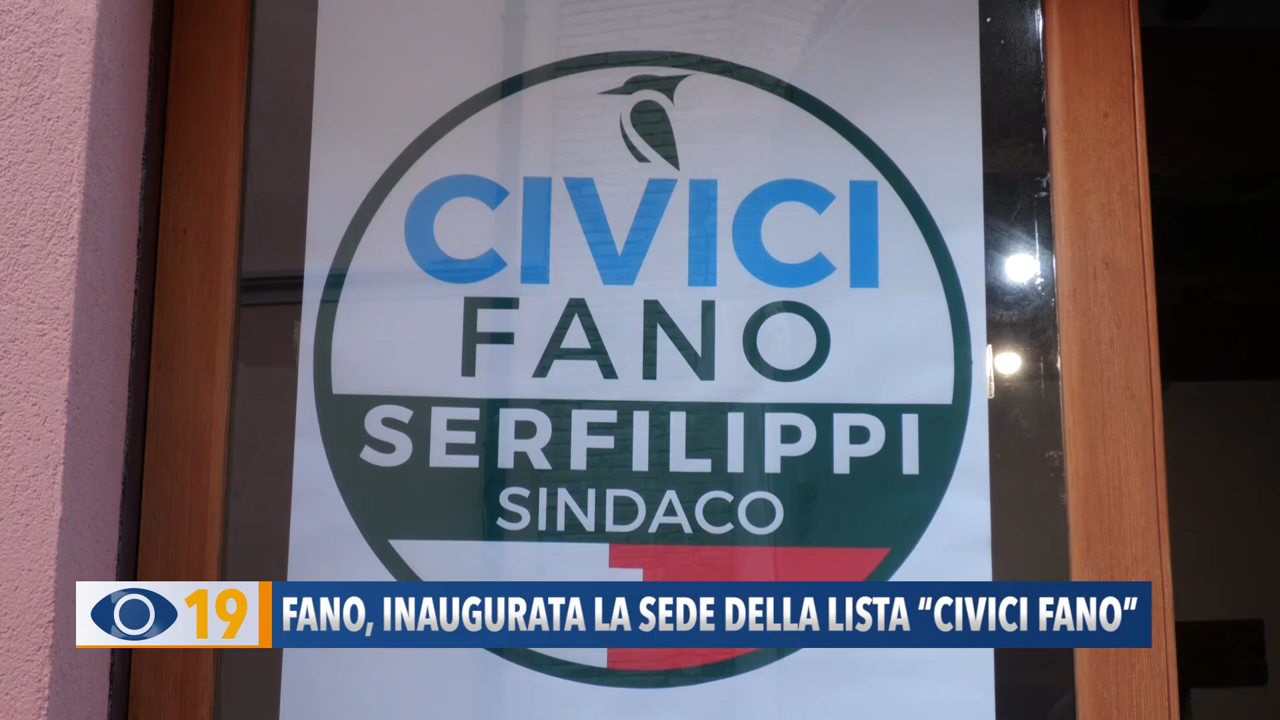 CIVICI
FANO
SERFILIPPI
SINDACO
19
FANO, INAUGURATA LA SEDE DELLA LISTA “CIVICI FANO”